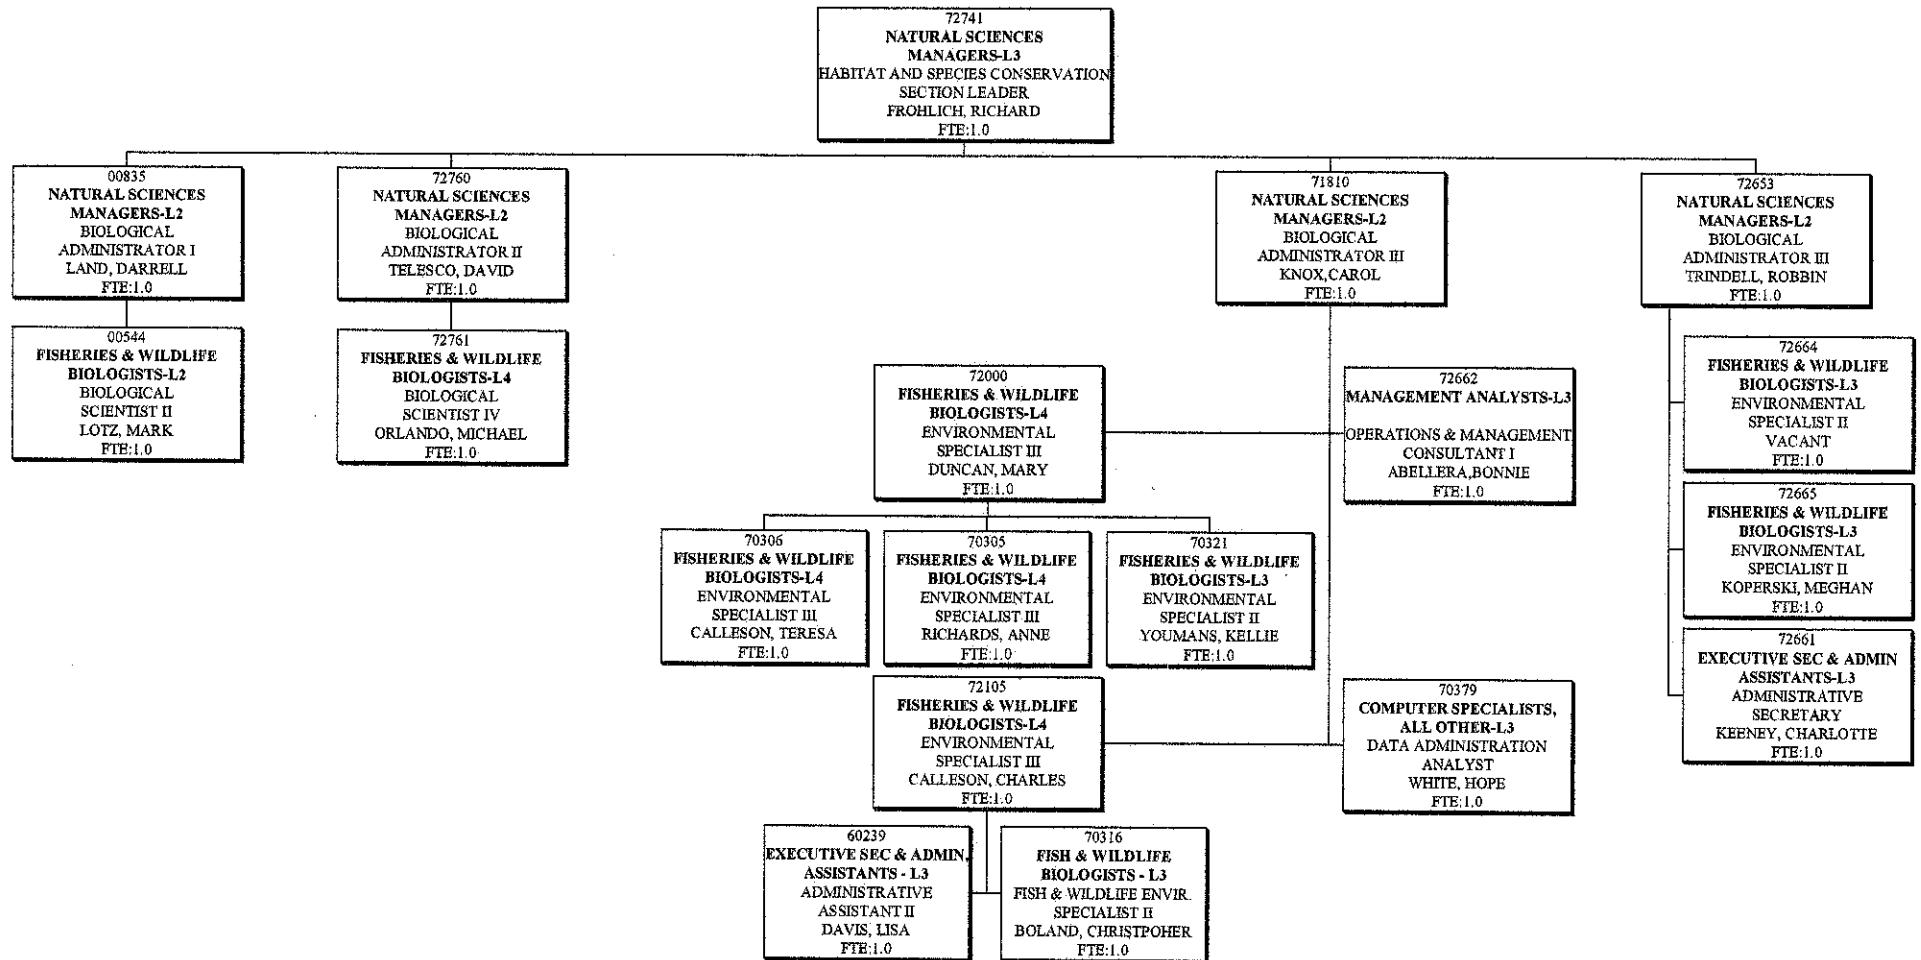 72741
NATURAL SCIENCES
MANAGERS-L3
HABITAT AND SPECIES CONSERVATION
SECTION LEADER
FROHLICH, RICHARD
FTE:1.0
00835
NATURAL SCIENCES
MANAGERS-L2
BIOLOGICAL
ADMINISTRATOR I
LAND, DARRELL
FTE:1.0
72760
NATURAL SCIENCES
MANAGERS-L2
BIOLOGICAL
ADMINISTRATOR II
TELESCO, DAVID
FTE:1.0
71810
NATURAL SCIENCES
MANAGERS-L2
BIOLOGICAL
ADMINISTRATOR III
KNOX,CAROL
FTE:1.0
72653
NATURAL SCIENCES
MANAGERS-L2
BIOLOGICAL
ADMINISTRATOR III
TRINDELL, ROBBIN
FTE:1.0
00544
FISHERIES & WILDLIFE
BIOLOGISTS-L2
BIOLOGICAL
SCIENTIST II
LOTZ, MARK
FTE:1.0
72761
FISHERIES & WILDLIFE
BIOLOGISTS-L4
BIOLOGICAL
SCIENTIST IV
ORLANDO, MICHAEL
FTE:1.0
72000
FISHERIES & WILDLIFE
BIOLOGISTS-L4
ENVIRONMENTAL
SPECIALIST III
DUNCAN, MARY
FTE:1.0
72662
MANAGEMENT ANALYSTS-L3
OPERATIONS & MANAGEMENT
CONSULTANT I
ABELLERA,BONNIE
FTE:1.0
72664
FISHERIES & WILDLIFE
BIOLOGISTS-L3
ENVIRONMENTAL
SPECIALIST II
VACANT
FTE:1.0
70306
FISHERIES & WILDLIFE
BIOLOGISTS-L4
ENVIRONMENTAL
SPECIALIST III
CALLESON, TERESA
FTE:1.0
70305
FISHERIES & WILDLIFE
BIOLOGISTS-L4
ENVIRONMENTAL
SPECIALIST III
RICHARDS, ANNE
FTE:1.0
70321
FISHERIES & WILDLIFE
BIOLOGISTS-L3
ENVIRONMENTAL
SPECIALIST II
YOUMANS, KELLIE
FTE:1.0
72665
FISHERIES & WILDLIFE
BIOLOGISTS-L3
ENVIRONMENTAL
SPECIALIST II
KOPERSKI, MEGHAN
FTE:1.0
72105
FISHERIES & WILDLIFE
BIOLOGISTS-L4
ENVIRONMENTAL
SPECIALIST III
CALLESON, CHARLES
FTE:1.0
70379
COMPUTER SPECIALISTS,
ALL OTHER-L3
DATA ADMINISTRATION
ANALYST
WHITE, HOPE
FTE:1.0
72661
EXECUTIVE SEC & ADMIN
ASSISTANTS-L3
ADMINISTRATIVE
SECRETARY
KEENEY, CHARLOTTE
FTE:1.0
60239
EXECUTIVE SEC & ADMIN.
ASSISTANTS - L3
ADMINISTRATIVE
ASSISTANT II
DAVIS, LISA
FTE:1.0
70316
FISH & WILDLIFE
BIOLOGISTS - L3
FISH & WILDLIFE ENVIR.
SPECIALIST II
BOLAND, CHRISTPOHER
FTE:1.0